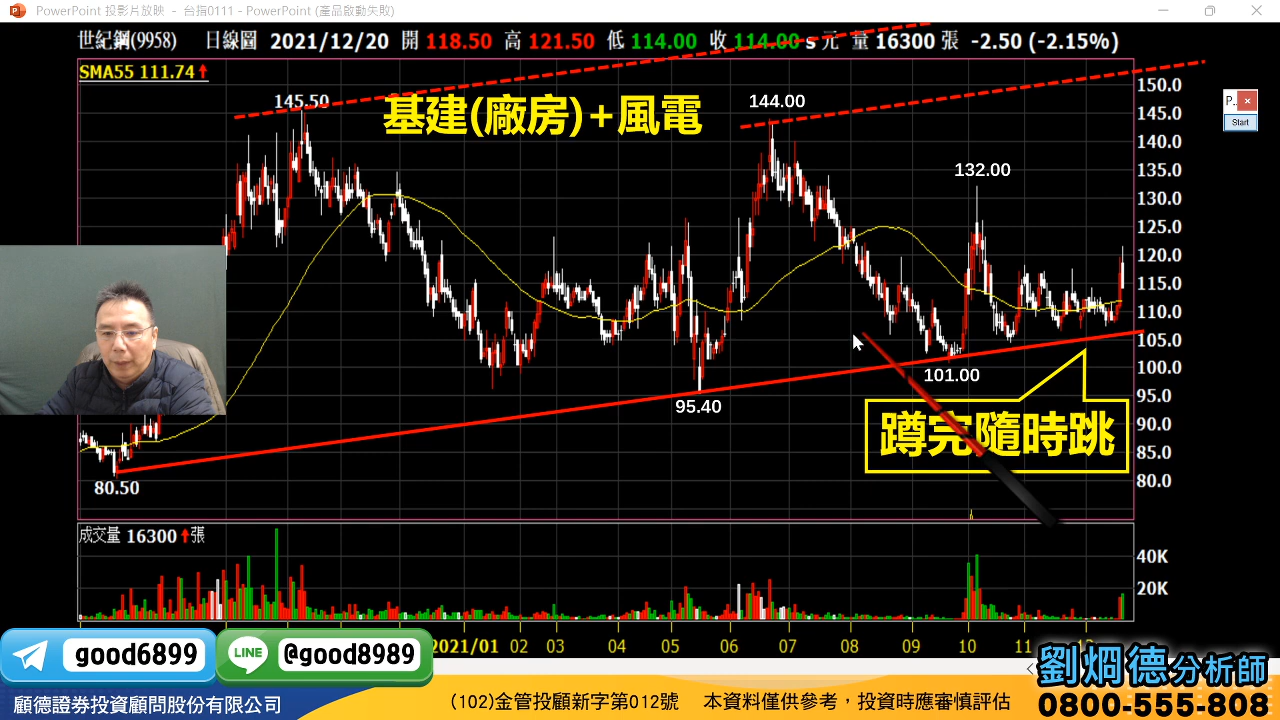 PowerPoint 投影片放映 - 台指0111 - PowerPoint (產品啟動失敗)
世紀鋼(9958) 日線圖 2021/12/20 開 118.50 高 121.50 低 114.00 收 114.00 s 元 量 16300 張 -2.50 (-2.15%)
SMA55 111.74
145.50
基建(廠房)+風電
144.00
132.00
101.00
95.40
80.50
蹲完隨時跳
150.0
145.0
140.0
135.0
130.0
125.0
120.0
115.0
110.0
105.0
100.0
95.0
90.0
85.0
80.0
P..
Start
成交量 16300 張
40K
20K
2021/01 02 03 04 05 06 07 08 09 10 11
good6899
LINE @good8989
劉烱德分析師
0800-555-808
顧德證券投資顧問股份有限公司
(102)金管投顧新字第012號 本資料僅供參考，投資時應審慎評估